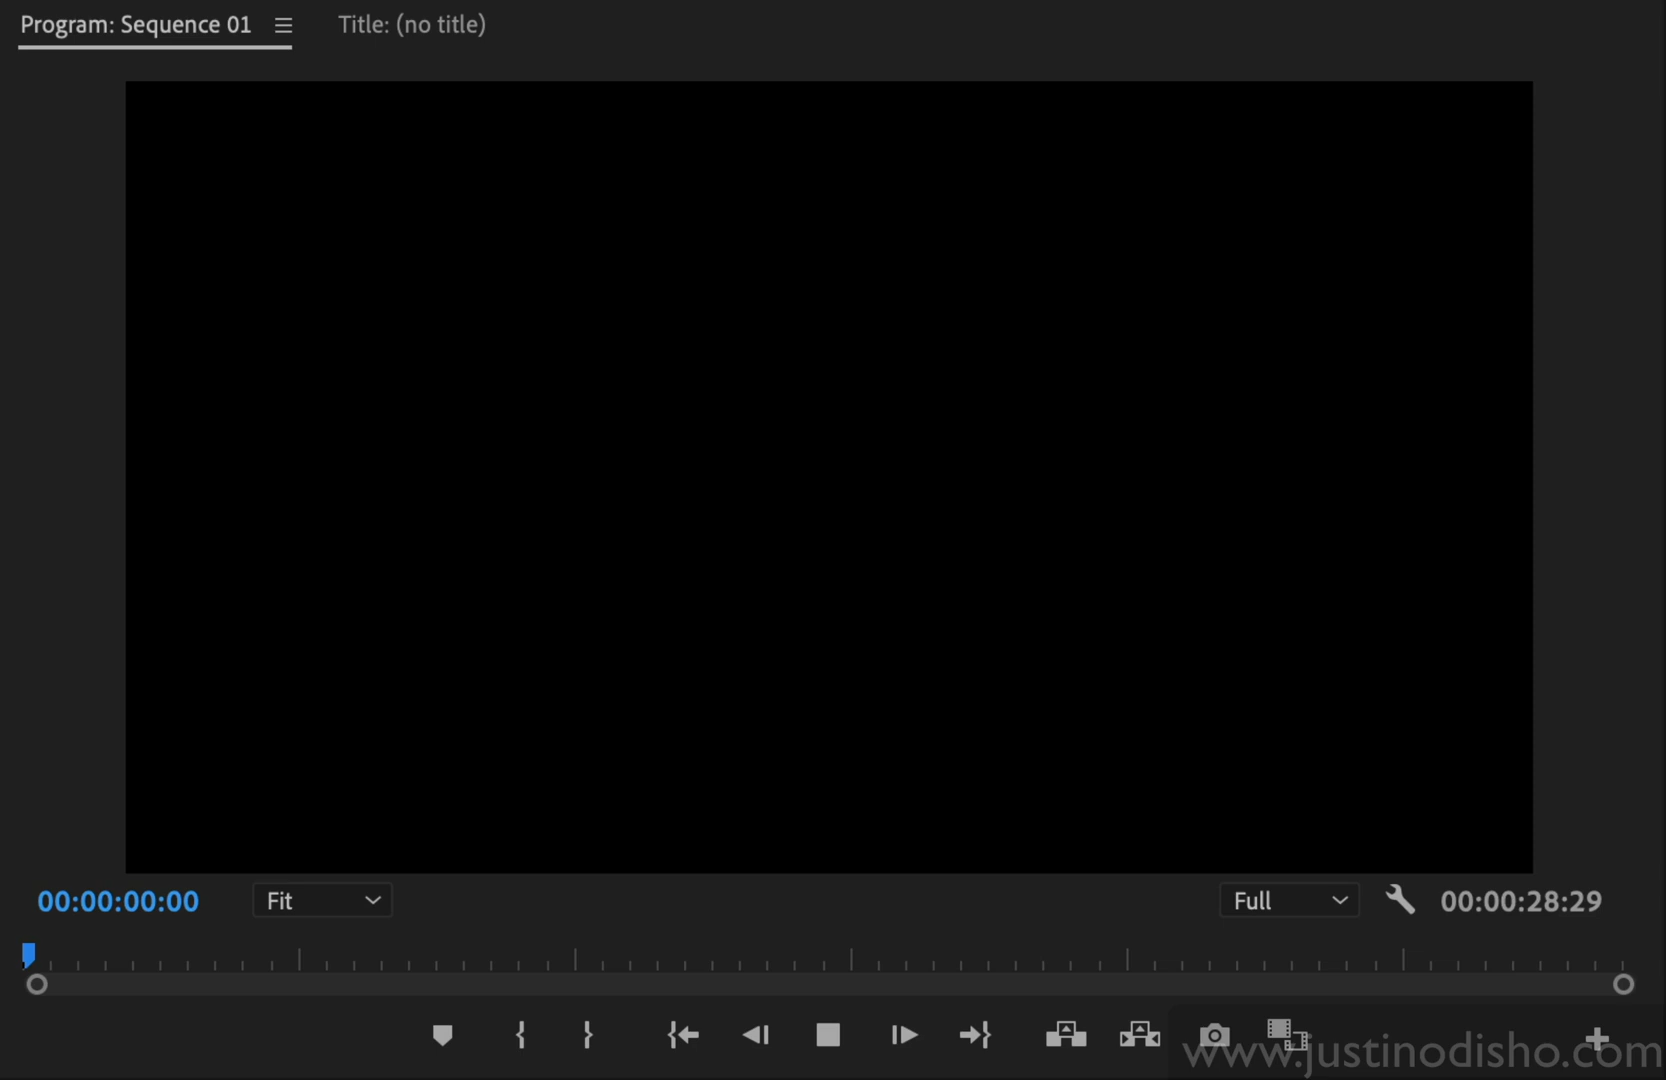 Program: Sequence 01
Title: (no title)
00:00:00:00
Fit
Full
00:00:28:29
www.justinodisho.com